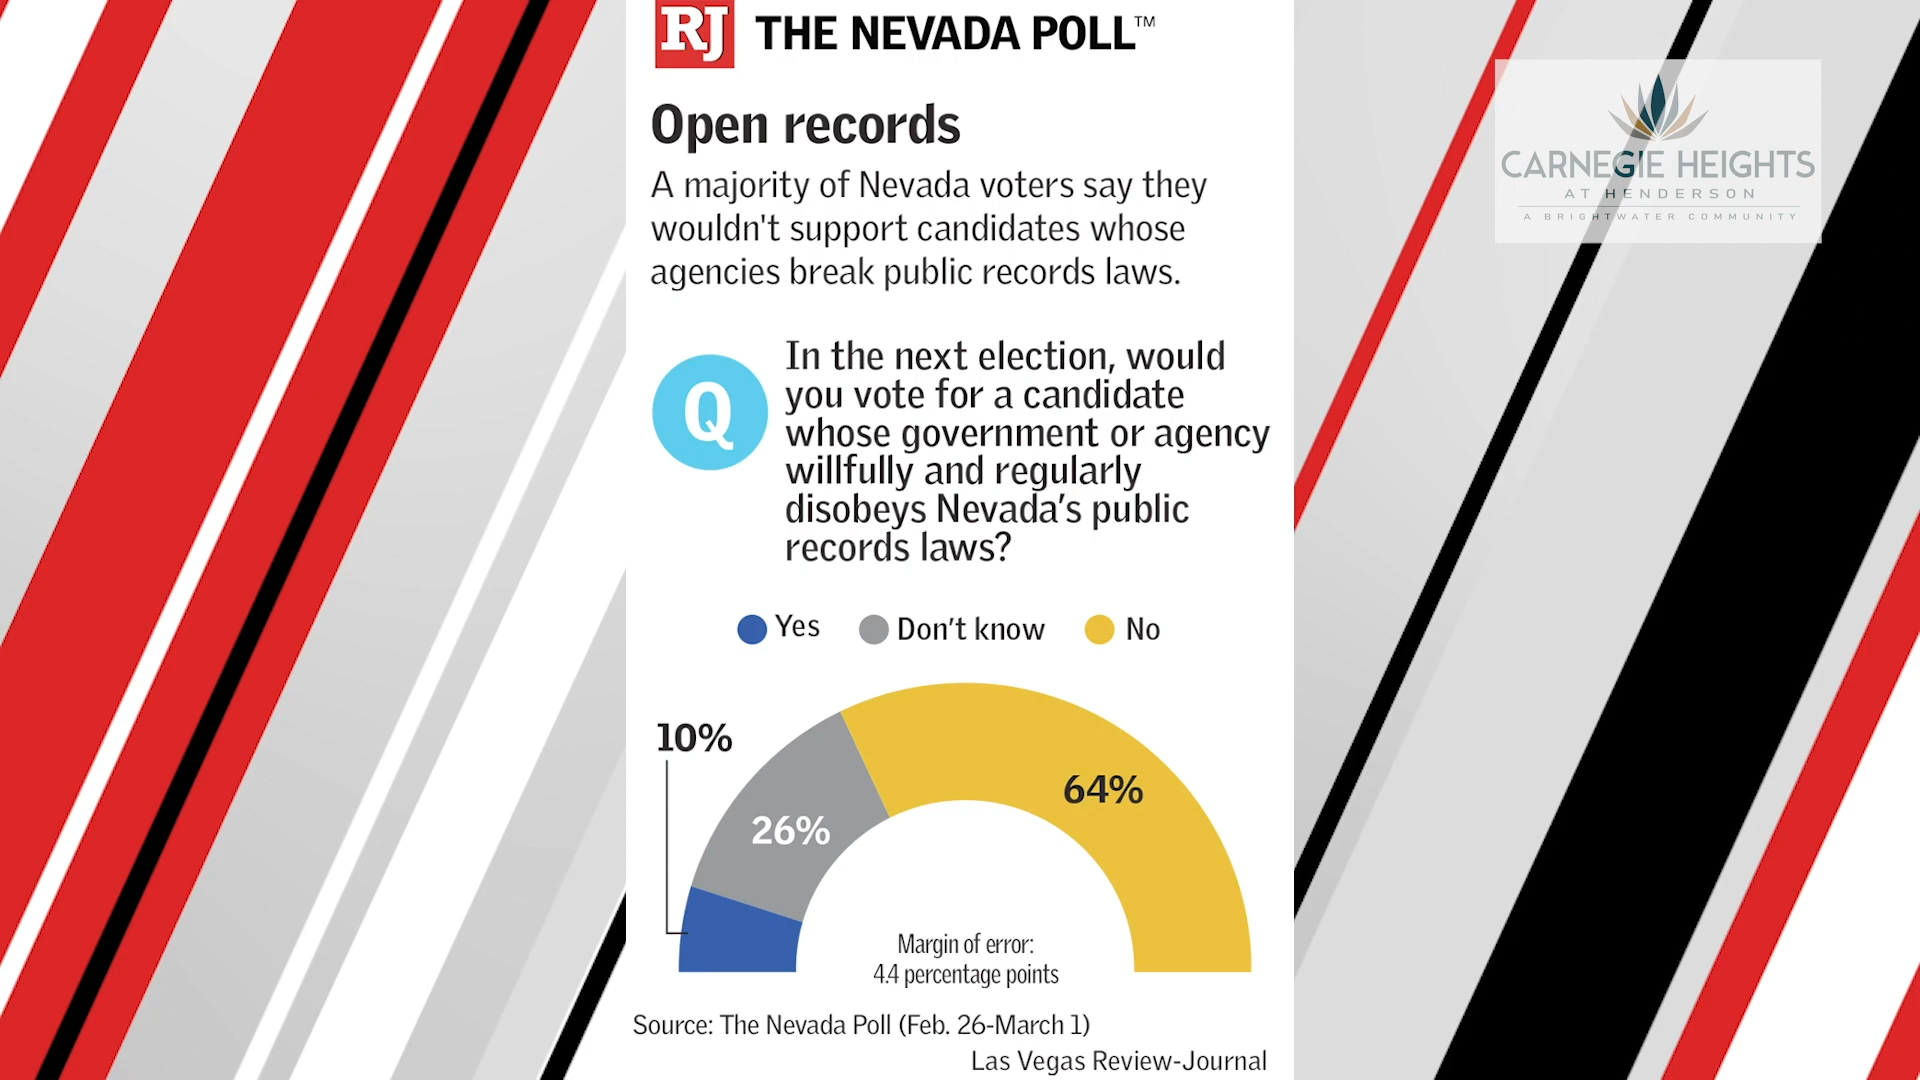 RJ THE NEVADA POLL™
Open records
A majority of Nevada voters say they
wouldn't support candidates whose
agencies break public records laws.
Q
In the next election, would
you vote for a candidate
whose government or agency
willfully and regularly
disobeys Nevada's public
records laws?
Yes Don't know No
10%
26%
64%
Margin of error:
4.4 percentage points
Source: The Nevada Poll (Feb. 26-March 1)
Las Vegas Review-Journal
CARNEGIE HEIGHTS
AT HENDERSON
A BRIGHTWATER COMMUNITY